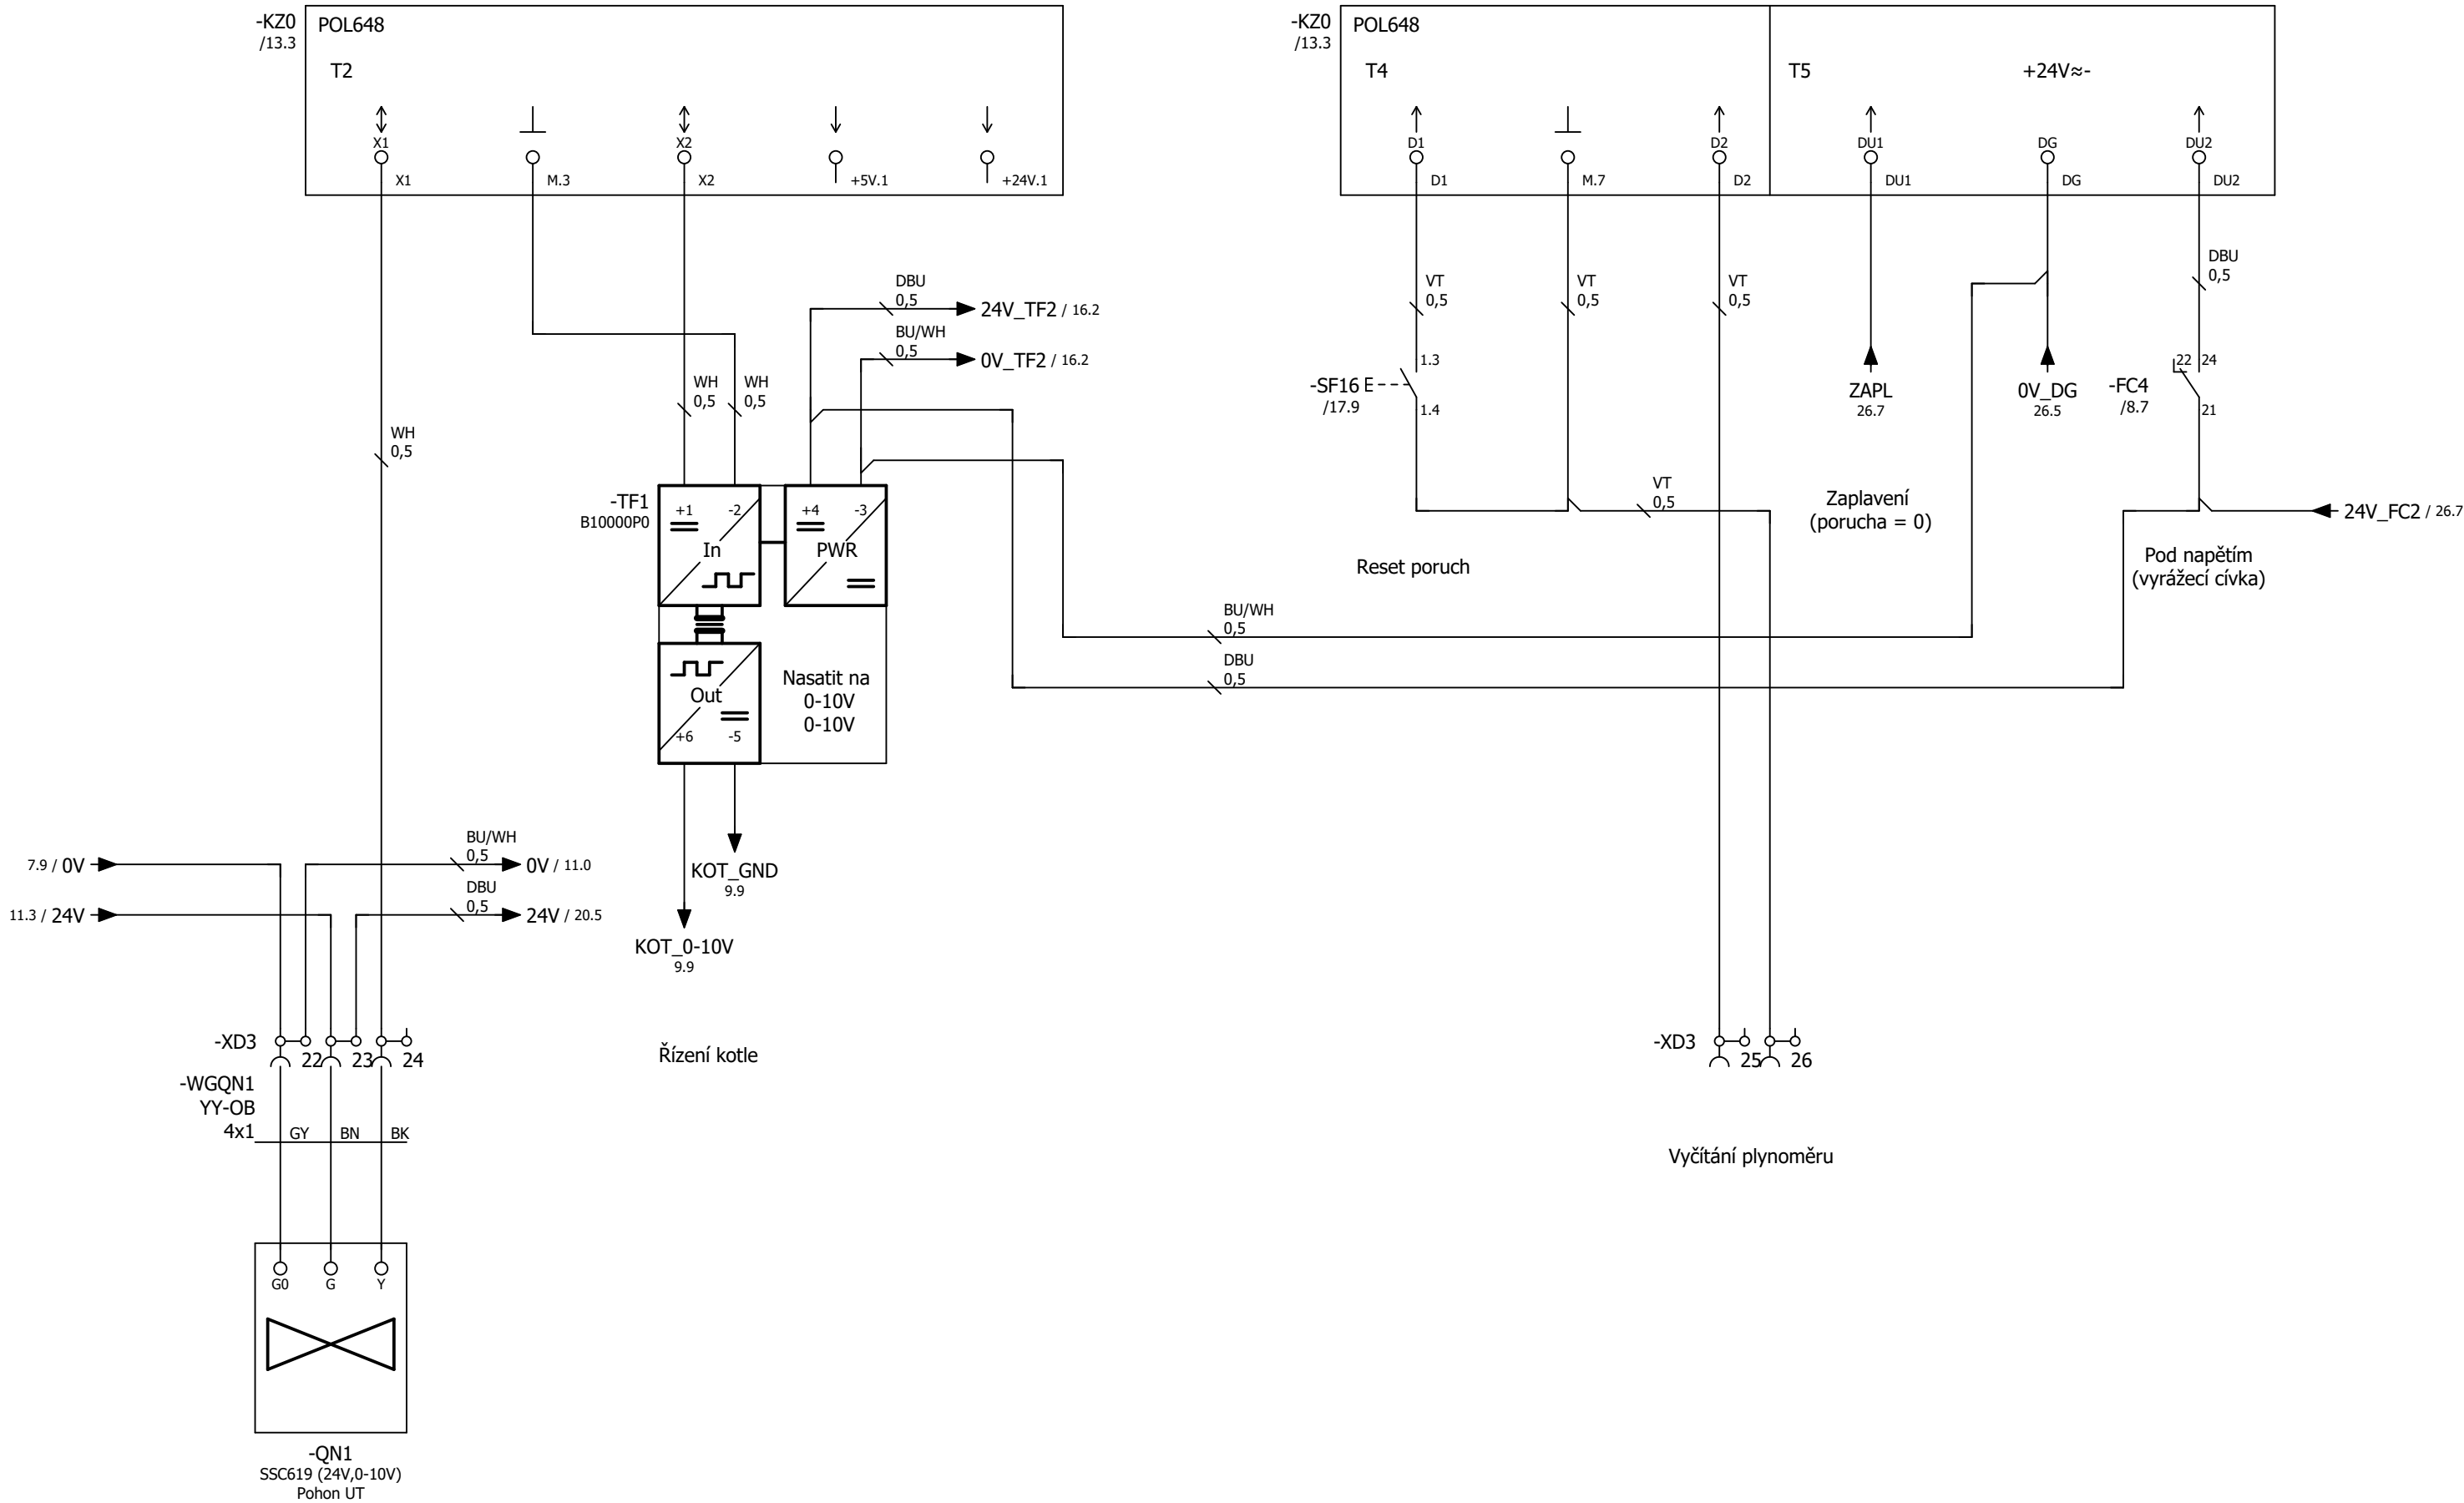 -KZ0
/13.3
POL648
T2
X1
X1
M.3
X2
X2
+5V.1
+24V.1
-KZ0
/13.3
POL648
T4
D1
D1
M.7
D2
D2
T5
+24V≈-
DU1
DU1
DG
DG
DU2
DU2
DBU
0,5
24V_TF2 / 16.2
BU/WH
0,5
0V_TF2 / 16.2
WH
0,5
WH
0,5
WH
0,5
VT
0,5
VT
0,5
VT
0,5
DBU
0,5
-SF16
/17.9
E
1.3
1.4
ZAPL
26.7
0V_DG
26.5
-FC4
/8.7
22
24
21
-TF1
B10000P0
+1
-2
In
+4
-3
PWR
Out
+6
-5
Nasatit na
0-10V
0-10V
VT
0,5
Zaplavení
(porucha = 0)
24V_FC2 / 26.7
Pod napětím
(vyrážecí cívka)
Reset poruch
BU/WH
0,5
DBU
0,5
7.9 / 0V
BU/WH
0,5
0V / 11.0
11.3 / 24V
DBU
0,5
24V / 20.5
KOT_GND
9.9
KOT_0-10V
9.9
-XD3
22
23
24
Řízení kotle
-XD3
25
26
-WGQN1
YY-OB
4x1
GY
BN
BK
Vyčítání plynoměru
G0
G
Y
-QN1
SSC619 (24V,0-10V)
Pohon UT